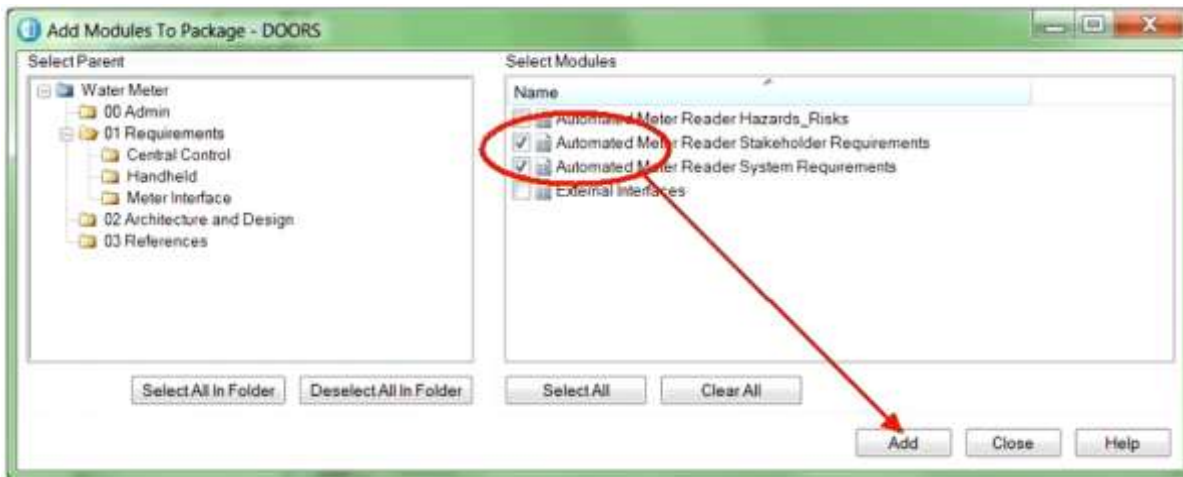 Add Modules To Package - DOORS
Select Parent
Water Meter
00 Admin
01 Requirements
Central Control
Handheld
Meter Interface
02 Architecture and Design
03 References
Select All In Folder
Deselect All In Folder
Select Modules
Name
Automated Meter Reader Hazards_Risks
Automated Meter Reader Stakeholder Requirements
Automated Meter Reader System Requirements
External Interfaces
Select All
Clear All
Add
Close
Help